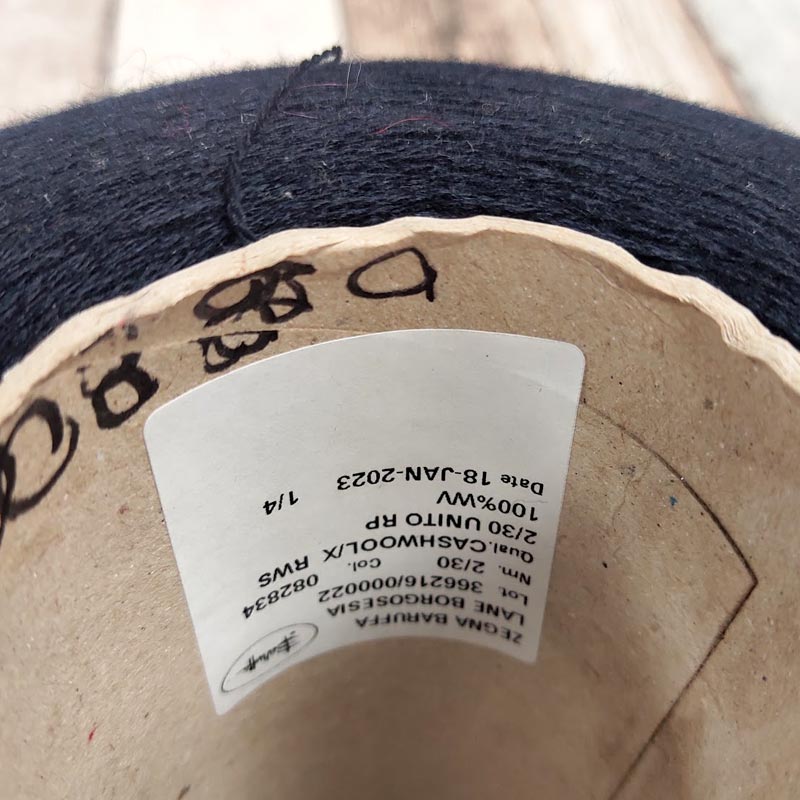 ZEGNA BARUFFA
LANE BORGOSESIA
Lot. 366216/0000022
Nm. 2/30 Col. 082834
Qual.CASHWOOL/X RWS
2/30 UNITO RP
100%WV 1/4
Date 18-JAN-2023